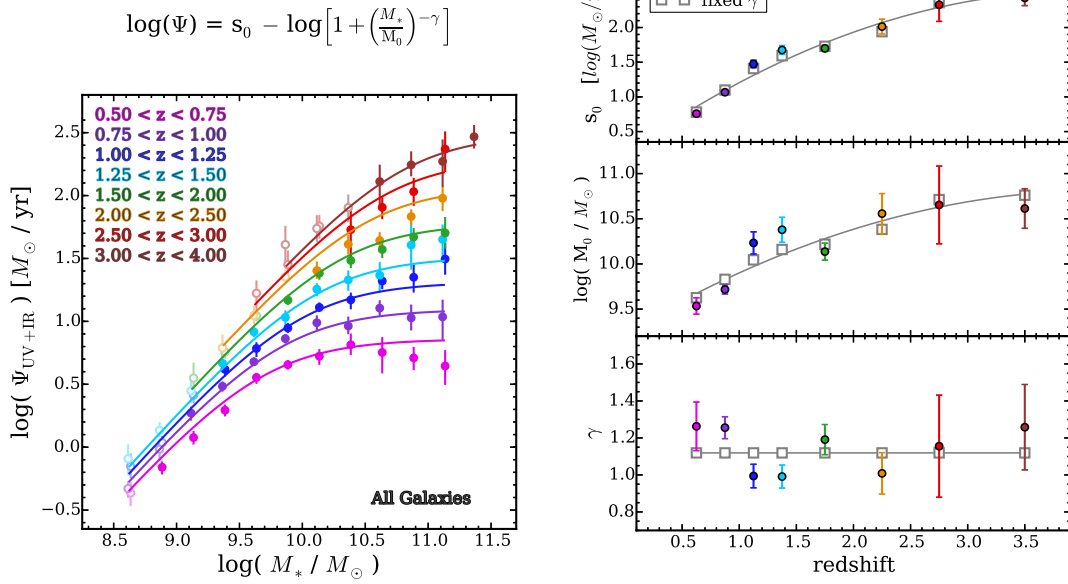 log(Ψ) = s₀ − log[1+(M_*/M₀)^−γ]
log( Ψ_UV+IR ) [M_⊙ / yr]
2.5
2.0
1.5
1.0
0.5
0.0
−0.5
0.50 < z < 0.75
0.75 < z < 1.00
1.00 < z < 1.25
1.25 < z < 1.50
1.50 < z < 2.00
2.00 < z < 2.50
2.50 < z < 3.00
3.00 < z < 4.00
All Galaxies
8.5 9.0 9.5 10.0 10.5 11.0 11.5
log( M_* / M_⊙ )
fixed γ
s₀ [log(M_⊙/
2.0
1.5
1.0
0.5
log( M₀ / M_⊙ )
11.0
10.5
10.0
9.5
γ
1.6
1.4
1.2
1.0
0.8
0.5 1.0 1.5 2.0 2.5 3.0 3.5
redshift